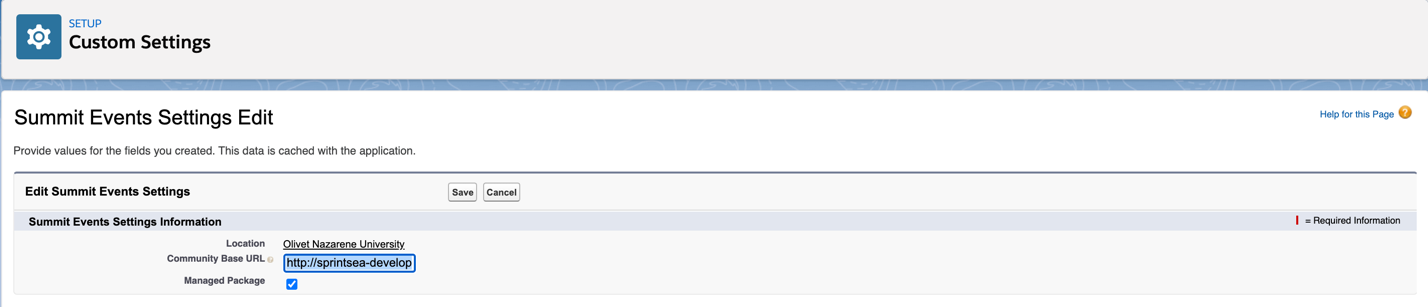 SETUP
Custom Settings
Summit Events Settings Edit
Help for this Page ?
Provide values for the fields you created. This data is cached with the application.
Edit Summit Events Settings Save Cancel
Summit Events Settings Information = Required Information
Location Olivet Nazarene University
Community Base URL ? http://sprintsea-develop
Managed Package